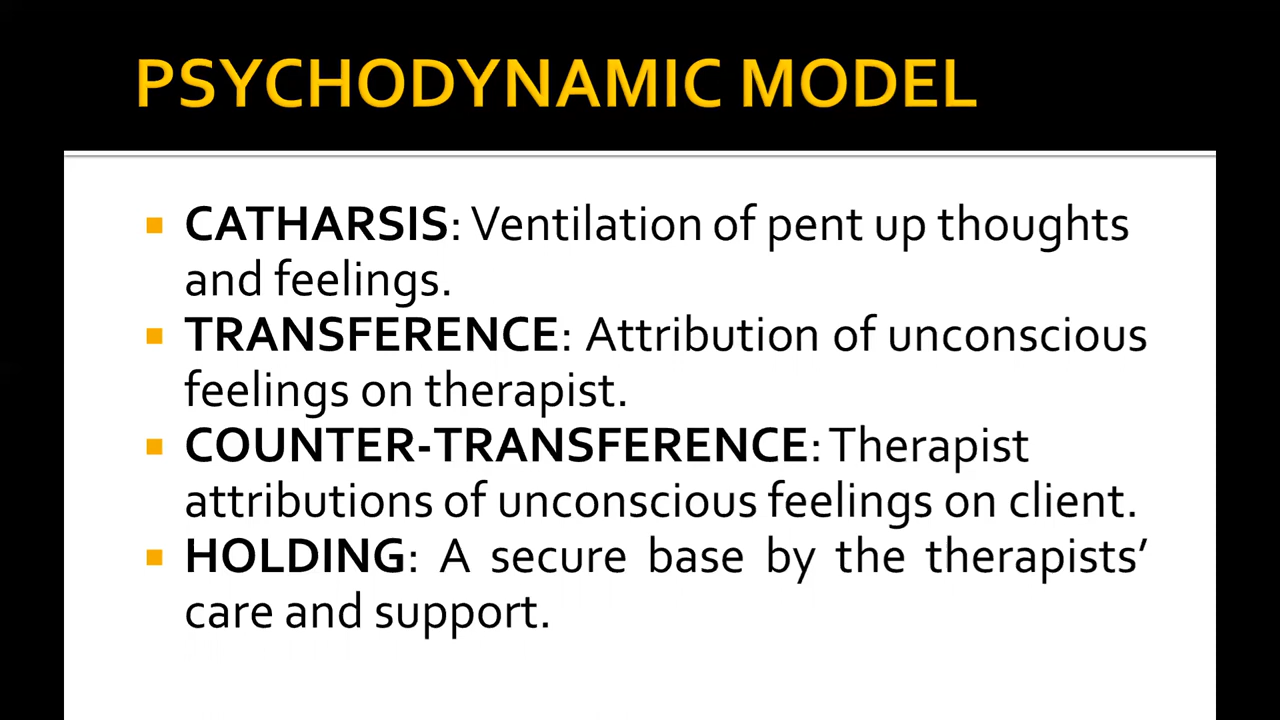 PSYCHODYNAMIC MODEL
CATHARSIS: Ventilation of pent up thoughts
and feelings.
TRANSFERENCE: Attribution of unconscious
feelings on therapist.
COUNTER-TRANSFERENCE: Therapist
attributions of unconscious feelings on client.
HOLDING: A secure base by the therapists’
care and support.